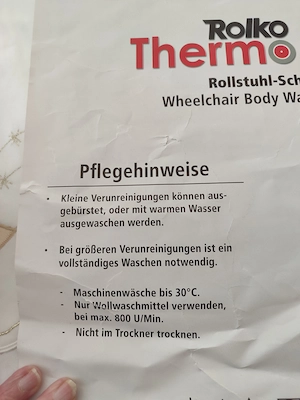 Rolko
Thermo
Rollstuhl-Sch
Wheelchair Body Wa
Pflegehinweise
• Kleine Verunreinigungen können aus-
gebürstet, oder mit warmen Wasser
ausgewaschen werden.
• Bei größeren Verunreinigungen ist ein
vollständiges Waschen notwendig.
- Maschinenwäsche bis 30°C.
- Nur Wollwaschmittel verwenden,
bei max. 800 U/Min.
- Nicht im Trockner trocknen.